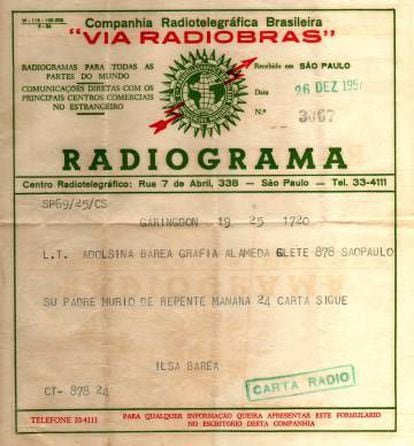 Companhia Radiotelegráfica Brasileira
"VIA RADIOBRAS"
RADIOGRAMAS PARA TODAS AS
PARTES DO MUNDO
COMUNICAÇÕES DIRETAS COM OS
PRINCIPAIS CENTROS COMERCIAIS
NO ESTRANGEIRO
Recebido em SÃO PAULO
Data 26 DEZ 1957
N.º 3067
RADIOGRAMA
Centro Radiotelegráfico: Rua 7 de Abril, 338 — São Paulo — Tel. 33-4111
SP69/25/CS
GARINGDON 19 25 1720
L.T. ADOLSINA BAREA GRAFIA ALAMEDA GLETE 878 SAOPAULO
SU PADRE MURIO DE REPENTE MANANA 24 CARTA SIGUE
ILSA BAREA
CT- 878 24
CARTA RADIO
TELEFONE 33-4111
PARA QUALQUER INFORMAÇÃO QUEIRA APRESENTAR ESTE FORMULARIO
NO ESCRITORIO DESTA COMPANHIA